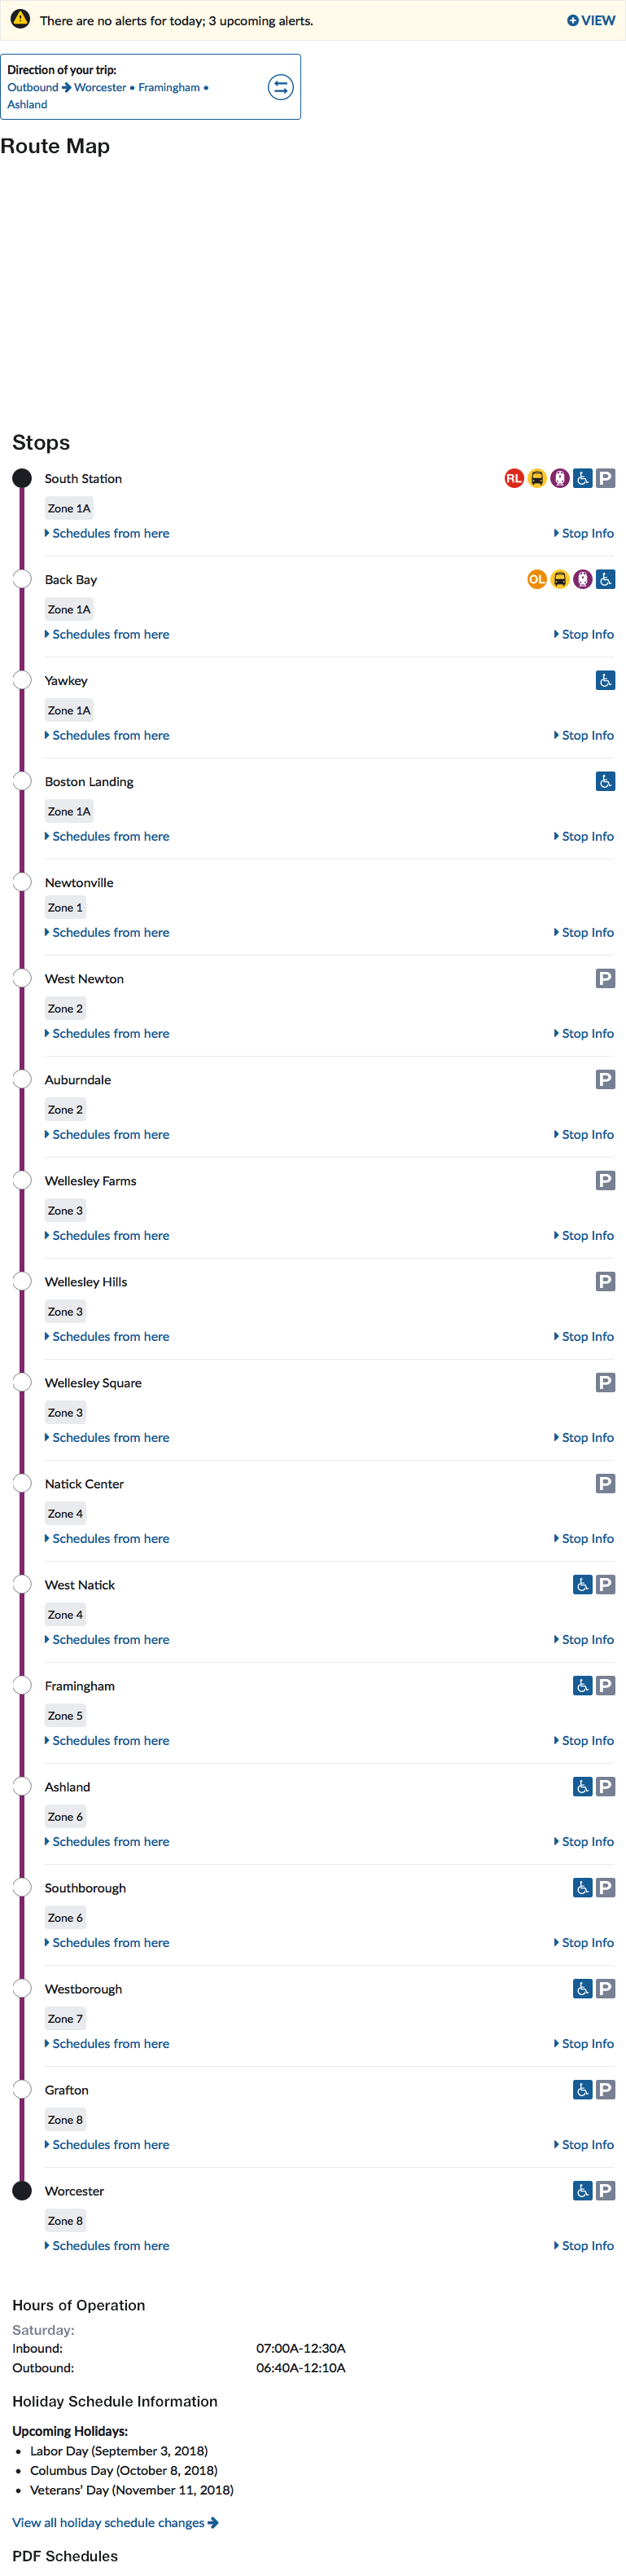 There are no alerts for today; 3 upcoming alerts. VIEW
Direction of your trip:
Outbound Worcester • Framingham •
Ashland
Route Map
Stops
South Station RL P
Zone 1A
Schedules from here Stop Info
Back Bay OL
Zone 1A
Schedules from here Stop Info
Yawkey
Zone 1A
Schedules from here Stop Info
Boston Landing
Zone 1A
Schedules from here Stop Info
Newtonville
Zone 1
Schedules from here Stop Info
West Newton P
Zone 2
Schedules from here Stop Info
Auburndale P
Zone 2
Schedules from here Stop Info
Wellesley Farms P
Zone 3
Schedules from here Stop Info
Wellesley Hills P
Zone 3
Schedules from here Stop Info
Wellesley Square P
Zone 3
Schedules from here Stop Info
Natick Center P
Zone 4
Schedules from here Stop Info
West Natick P
Zone 4
Schedules from here Stop Info
Framingham P
Zone 5
Schedules from here Stop Info
Ashland P
Zone 6
Schedules from here Stop Info
Southborough P
Zone 6
Schedules from here Stop Info
Westborough P
Zone 7
Schedules from here Stop Info
Grafton P
Zone 8
Schedules from here Stop Info
Worcester P
Zone 8
Schedules from here Stop Info
Hours of Operation
Saturday:
Inbound: 07:00A-12:30A
Outbound: 06:40A-12:10A
Holiday Schedule Information
Upcoming Holidays:
• Labor Day (September 3, 2018)
• Columbus Day (October 8, 2018)
• Veterans’ Day (November 11, 2018)
View all holiday schedule changes
PDF Schedules